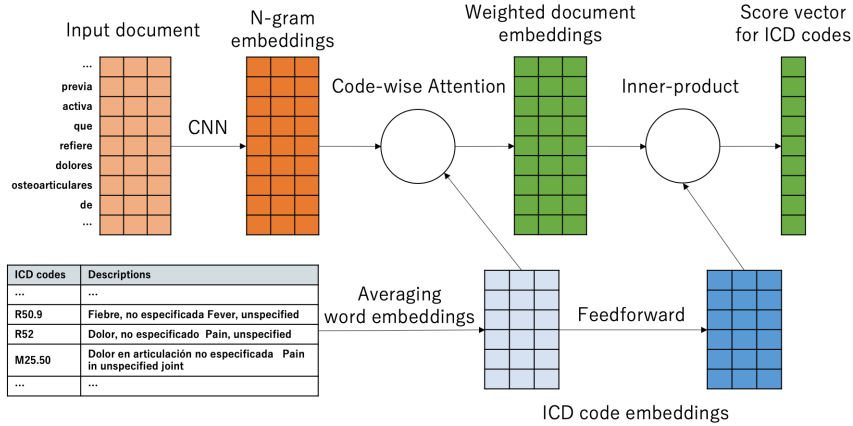 Input document
N-gram
embeddings
Weighted document
embeddings
Score vector
for ICD codes
...
previa
activa
que
refiere
dolores
osteoarticulares
de
...
CNN
Code-wise Attention
Inner-product
ICD codes Descriptions
... ...
R50.9 Fiebre, no especificada Fever, unspecified
R52 Dolor, no especificado Pain, unspecified
M25.50 Dolor en articulación no especificada Pain
in unspecified joint
... ...
Averaging
word embeddings
Feedforward
ICD code embeddings